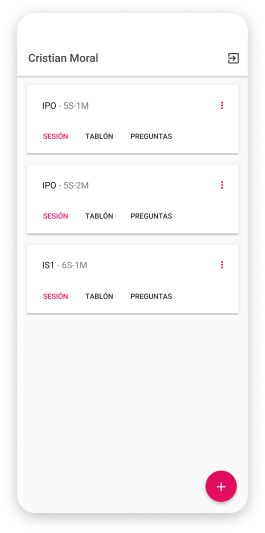 Cristian Moral
IPO - 5S-1M
SESIÓN TABLÓN PREGUNTAS
IPO - 5S-2M
SESIÓN TABLÓN PREGUNTAS
IS1 - 6S-1M
SESIÓN TABLÓN PREGUNTAS